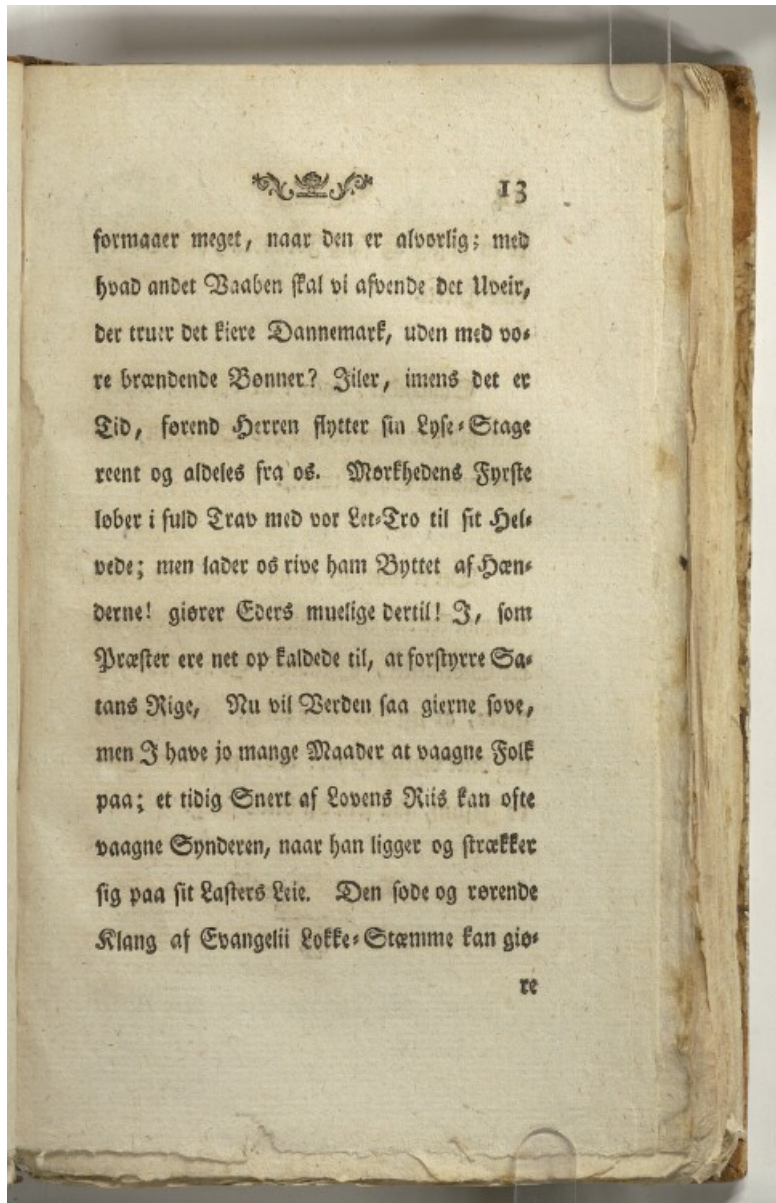 13
formaaer meget, naar den er alvorlig; med
hvad andet Vaaben skal vi afvende det Uveir,
der truer det kiere Dannemark, uden med vo-
re brændende Bønner? Jiler, imens det er
Tid, førend Herren flytter sin Lyse-Stage
reent og aldeles fra os. Mørkhedens Fyrste
løber i fuld Trav med vor Let-Tro til sit Hel-
vede; men lader os rive ham Byttet af Hæn-
derne! giører Eders muelige dertil! I, som
Præster ere net op kaldede til, at forstyrre Sa-
tans Rige, Nu vil Verden saa gierne sove,
men I have jo mange Maader at vaagne Folk
paa; et tidig Snert af Lovens Riis kan ofte
vaagne Synderen, naar han ligger og strækker
sig paa sit Lasters Leie. Den søde og rørende
Klang af Evangelii Lokke-Stæmme kan giø-
re